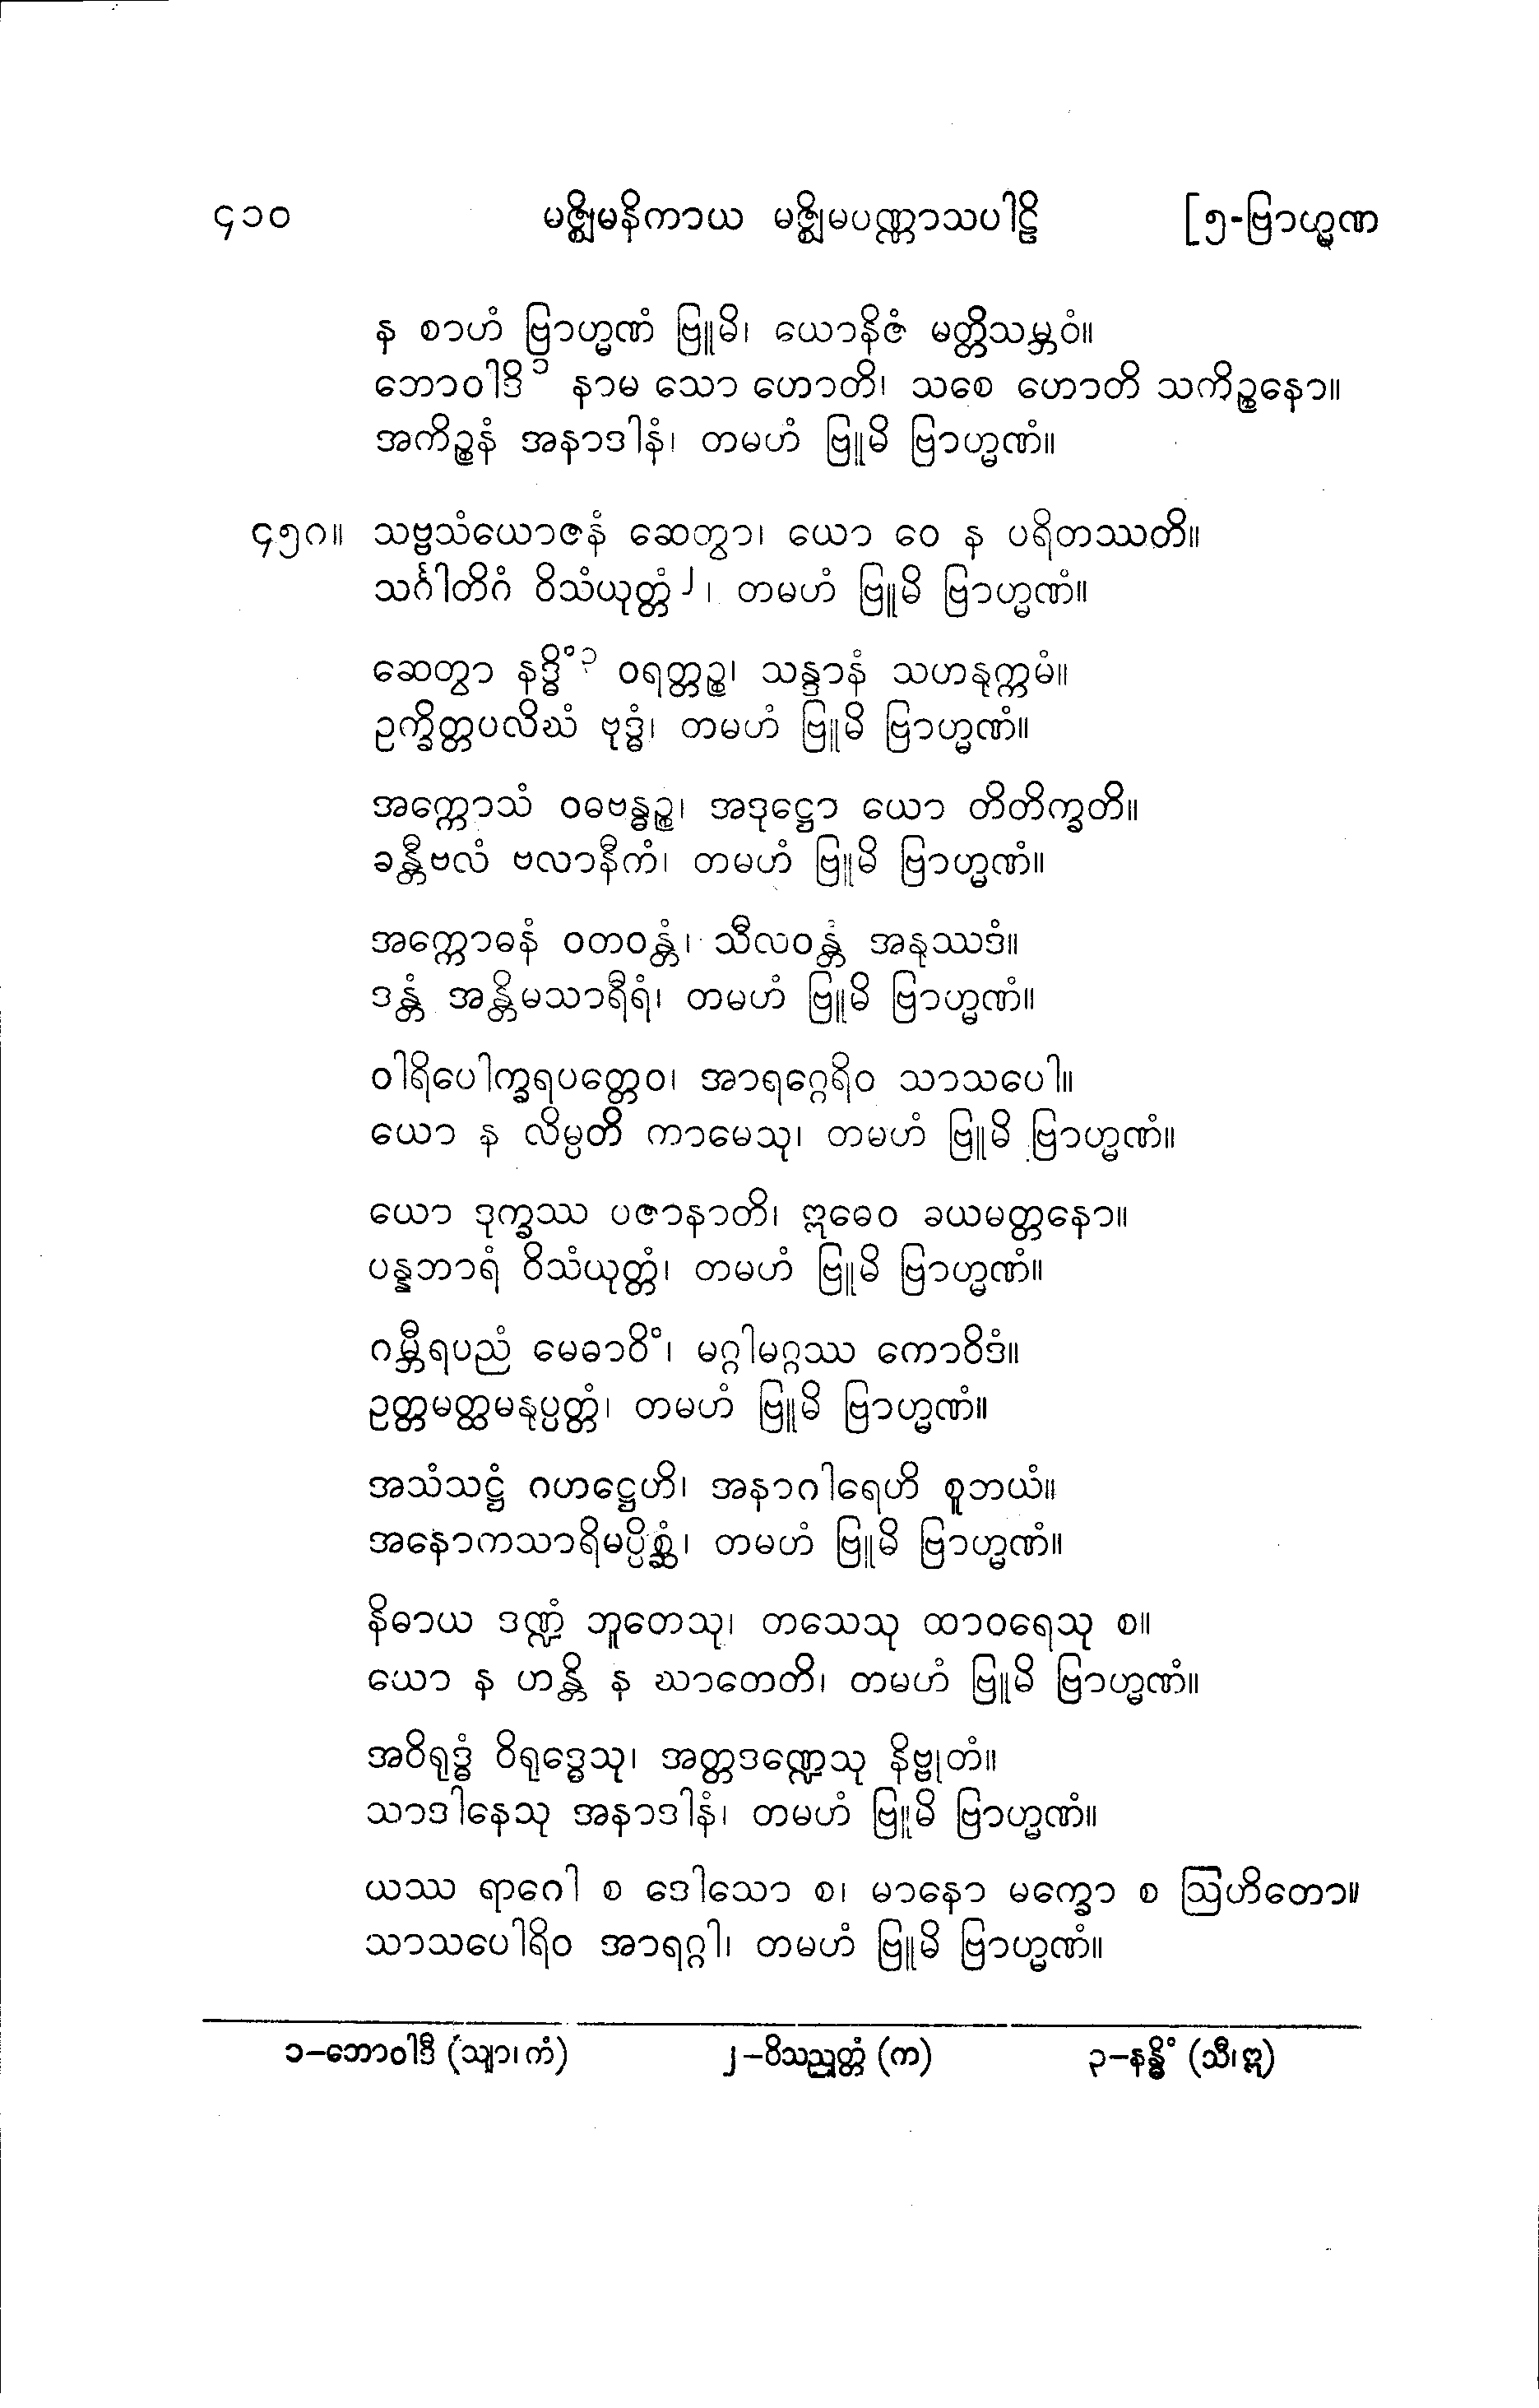 ၄၁၀ မဇ္ဈိမနိကာယ မဇ္ဈိမပဏ္ဏာသပါဠိ [၅-ဗြာဟ္မဏ
န စာဟံ ဗြာဟ္မဏံ ဗြူမိ၊ ယောနိဇံ မတ္တိသမ္ဘဝံ။
ဘောဝါဒိ ၁ နာမ သော ဟောတိ၊ သစေ ဟောတိ သကိဉ္စနော။
အကိဉ္စနံ အနာဒါနံ၊ တမဟံ ဗြူမိ ဗြာဟ္မဏံ။
၄၅၈။ သဗ္ဗသံယောဇနံ ဆေတွာ၊ ယော ဝေ န ပရိတဿတိ။
သင်္ဂါတိဂံ ဝိသံယုတ္တံ ၂၊ တမဟံ ဗြူမိ ဗြာဟ္မဏံ။
ဆေတွာ နဒ္ဓိံ ၃ ဝရတ္တဉ္စ၊ သန္ဒာနံ သဟနုက္ကမံ။
ဥက္ခိတ္တပလိဃံ ဗုဒ္ဓံ၊ တမဟံ ဗြူမိ ဗြာဟ္မဏံ။
အက္ကောသံ ဝဓဗန္ဓဉ္စ၊ အဒုဋ္ဌော ယော တိတိက္ခတိ။
ခန္တီဗလံ ဗလာနီကံ၊ တမဟံ ဗြူမိ ဗြာဟ္မဏံ။
အက္ကောဓနံ ဝတဝန္တံ၊ သီလဝန္တံ အနုဿဒံ။
ဒန္တံ အန္တိမသာရီရံ၊ တမဟံ ဗြူမိ ဗြာဟ္မဏံ။
ဝါရိပေါက္ခရပတ္တေဝ၊ အာရဂ္ဂေရိဝ သာသပေါ။
ယော န လိမ္ပတိ ကာမေသု၊ တမဟံ ဗြူမိ ဗြာဟ္မဏံ။
ယော ဒုက္ခဿ ပဇာနာတိ၊ ဣဓေဝ ခယမတ္တနော။
ပန္နဘာရံ ဝိသံယုတ္တံ၊ တမဟံ ဗြူမိ ဗြာဟ္မဏံ။
ဂမ္ဘီရပညံ မေဓာဝိံ၊ မဂ္ဂါမဂ္ဂဿ ကောဝိဒံ။
ဥတ္တမတ္ထမနုပ္ပတ္တံ၊ တမဟံ ဗြူမိ ဗြာဟ္မဏံ။
အသံသဋ္ဌံ ဂဟဋ္ဌေဟိ၊ အနာဂါရေဟိ စူဘယံ။
အနောကသာရိမပ္ပိစ္ဆံ၊ တမဟံ ဗြူမိ ဗြာဟ္မဏံ။
နိဓာယ ဒဏ္ဍံ ဘူတေသု၊ တသေသု ထာဝရေသု စ။
ယော န ဟန္တိ န ဃာတေတိ၊ တမဟံ ဗြူမိ ဗြာဟ္မဏံ။
အဝိရုဒ္ဓံ ဝိရုဒ္ဓေသု၊ အတ္တဒဏ္ဍေသု နိဗ္ဗုတံ။
သာဒါနေသု အနာဒါနံ၊ တမဟံ ဗြူမိ ဗြာဟ္မဏံ။
ယဿ ရာဂေါ စ ဒေါသော စ၊ မာနော မက္ခော စ ဩဟိတော။
သာသပေါရိဝ အာရဂ္ဂါ၊ တမဟံ ဗြူမိ ဗြာဟ္မဏံ။
၁–ဘောဝါဒီ (သျာ၊ကံ) ၂–ဝိသညုတ္တံ (က) ၃–နန္ဓိံ (သီ၊ဣ)